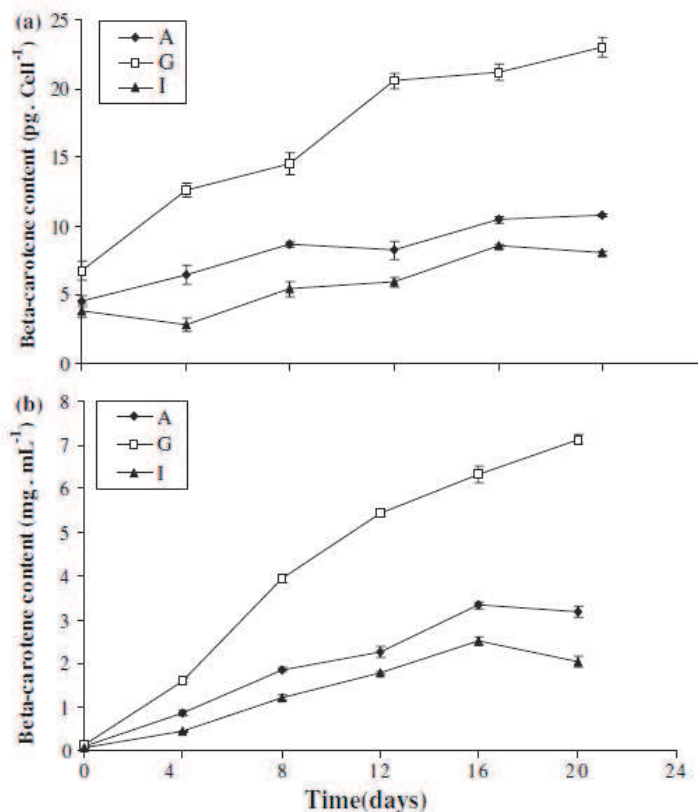 (a)
Beta-carotene content (pg. Cell⁻¹)
25
20
15
10
5
0
A
G
I
(b)
Beta-carotene content (mg. mL⁻¹)
8
7
6
5
4
3
2
1
0
A
G
I
0 4 8 12 16 20 24
Time(days)